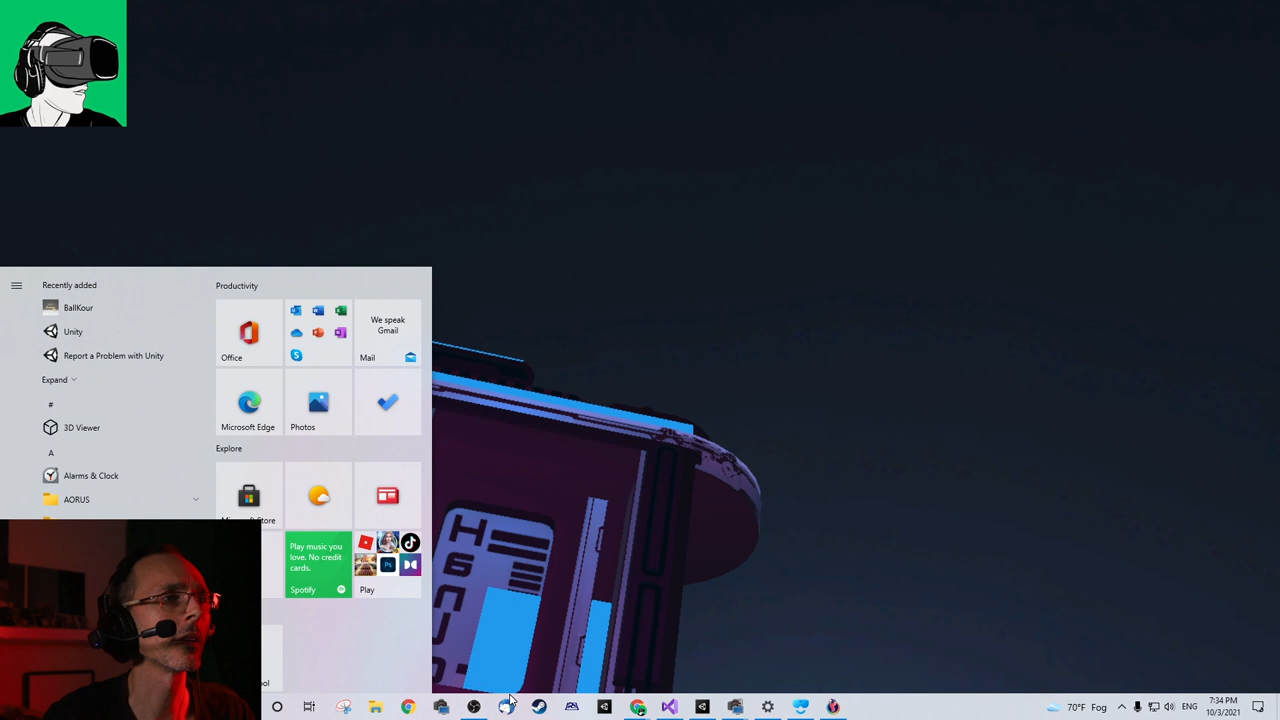 Recently added
BallKour
Unity
Report a Problem with Unity
Expand
#
3D Viewer
A
Alarms & Clock
AORUS
Productivity
Office
We speak
Gmail
Mail
Microsoft Edge
Photos
Explore
Store
Play music you
love. No credit
cards.
Spotify
Ps
Play
70°F Fog
ENG
7:34 PM
10/3/2021